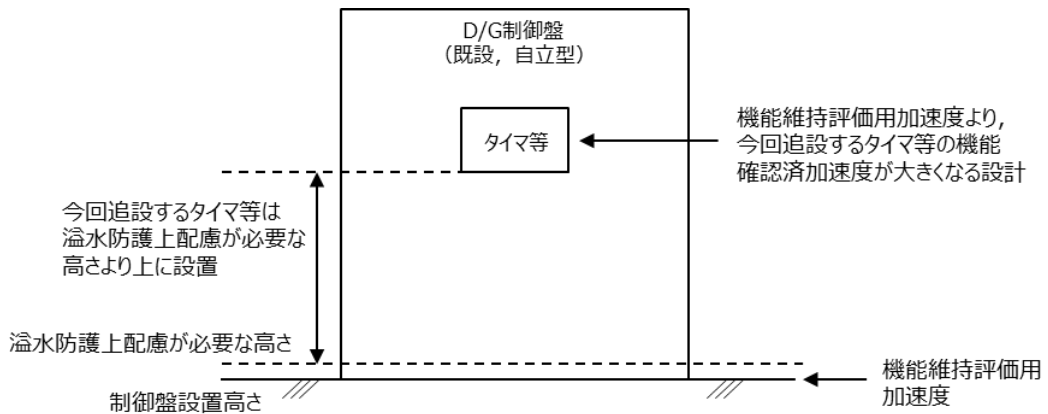 D/G制御盤
（既設，自立型）
タイマ等
機能維持評価用加速度より，
今回追設するタイマ等の機能
確認済加速度が大きくなる設計
今回追設するタイマ等は
溢水防護上配慮が必要な
高さより上に設置
溢水防護上配慮が必要な高さ
制御盤設置高さ
機能維持評価用
加速度